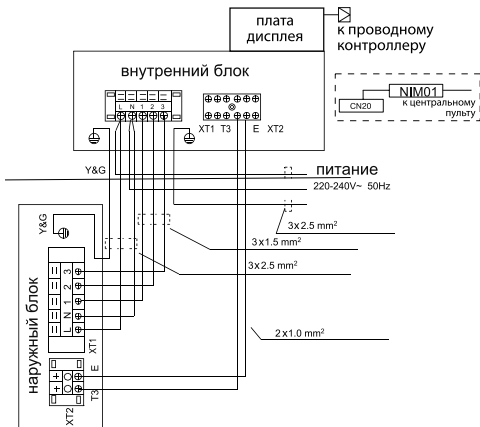 плата
дисплея
к проводному
контроллеру
внутренний блок
NIM01
CN20
к центральному
пульту
L N 1 2 3
XT1 T3 E XT2
Y&G
питание
220-240V~ 50Hz
3x2.5 mm²
3x1.5 mm²
3x2.5 mm²
2x1.0 mm²
Y&G
наружный блок
3
2
1
N
L
XT1
E
T3
XT2